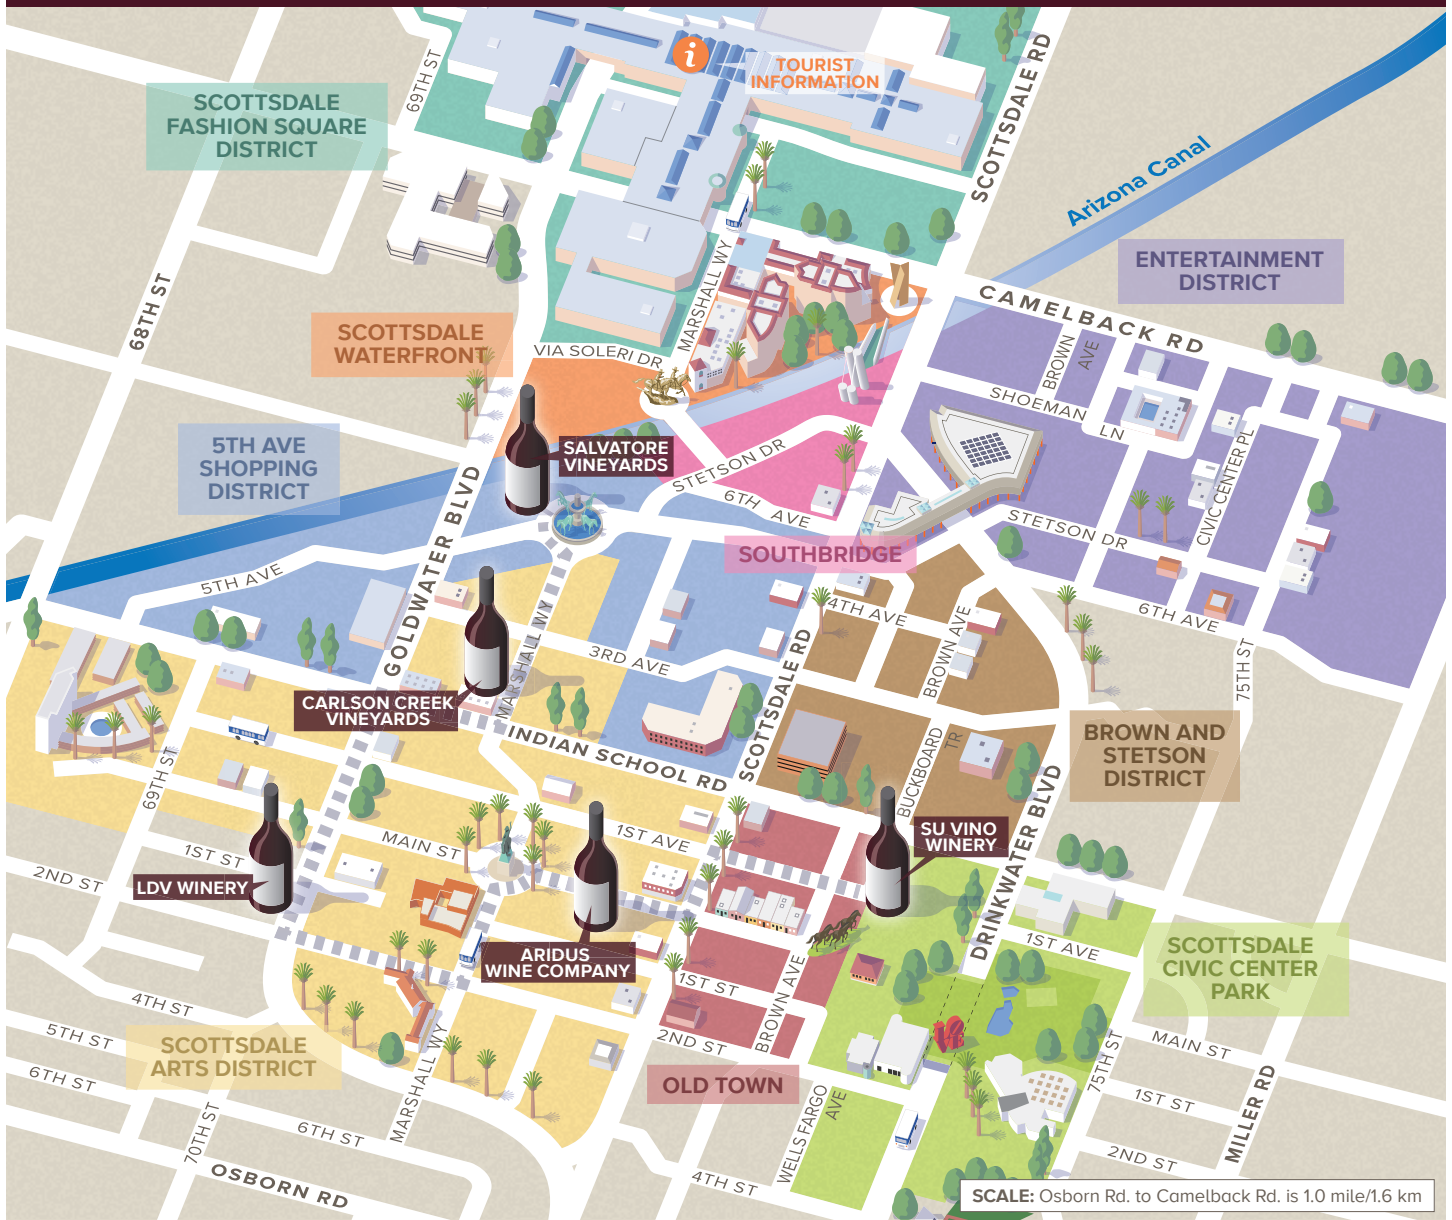 69TH ST
SCOTTSDALE RD
TOURIST
INFORMATION
SCOTTSDALE
FASHION SQUARE
DISTRICT
Arizona Canal
ENTERTAINMENT
DISTRICT
68TH ST
MARSHALL WY
CAMELBACK RD
SCOTTSDALE
WATERFRONT
VIA SOLERI DR
BROWN
AVE
SHOEMAN
LN
5TH AVE
SHOPPING
DISTRICT
SALVATORE
VINEYARDS
STETSON DR
6TH AVE
CIVIC CENTER PL
STETSON DR
GOLDWATER BLVD
SOUTHBRIDGE
5TH AVE
4TH AVE
BROWN AVE
6TH AVE
MARSHALL WY
3RD AVE
SCOTTSDALE RD
75TH ST
CARLSON CREEK
VINEYARDS
INDIAN SCHOOL RD
BUCKBOARD
TR
BROWN AND
STETSON
DISTRICT
69TH ST
DRINKWATER BLVD
MAIN ST
1ST AVE
SU VINO
WINERY
1ST ST
2ND ST
LDV WINERY
ARIDUS
WINE COMPANY
1ST AVE
SCOTTSDALE
CIVIC CENTER
PARK
1ST ST
BROWN AVE
4TH ST
5TH ST
2ND ST
SCOTTSDALE
ARTS DISTRICT
MARSHALL WY
75TH ST
MAIN ST
6TH ST
OLD TOWN
WELLS FARGO
AVE
1ST ST
MILLER RD
70TH ST
6TH ST
2ND ST
OSBORN RD
4TH ST
SCALE: Osborn Rd. to Camelback Rd. is 1.0 mile/1.6 km